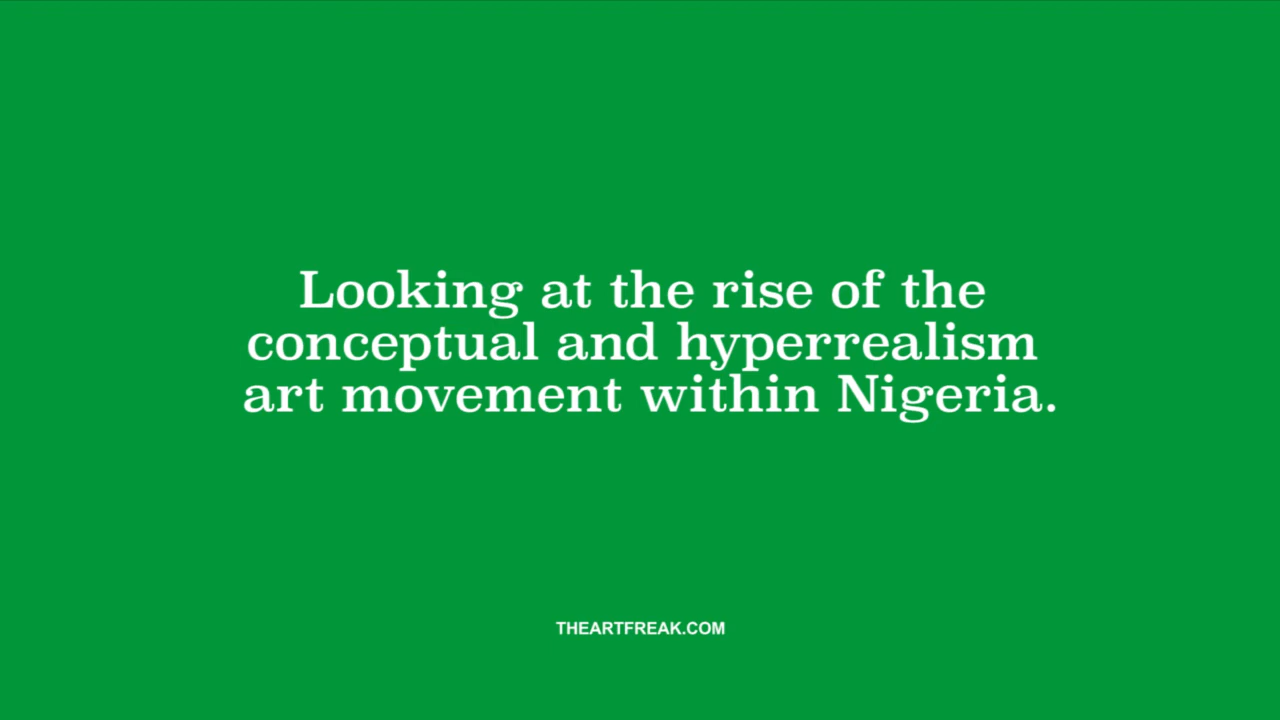 Looking at the rise of the
conceptual and hyperrealism
art movement within Nigeria.
THEARTFREAK.COM